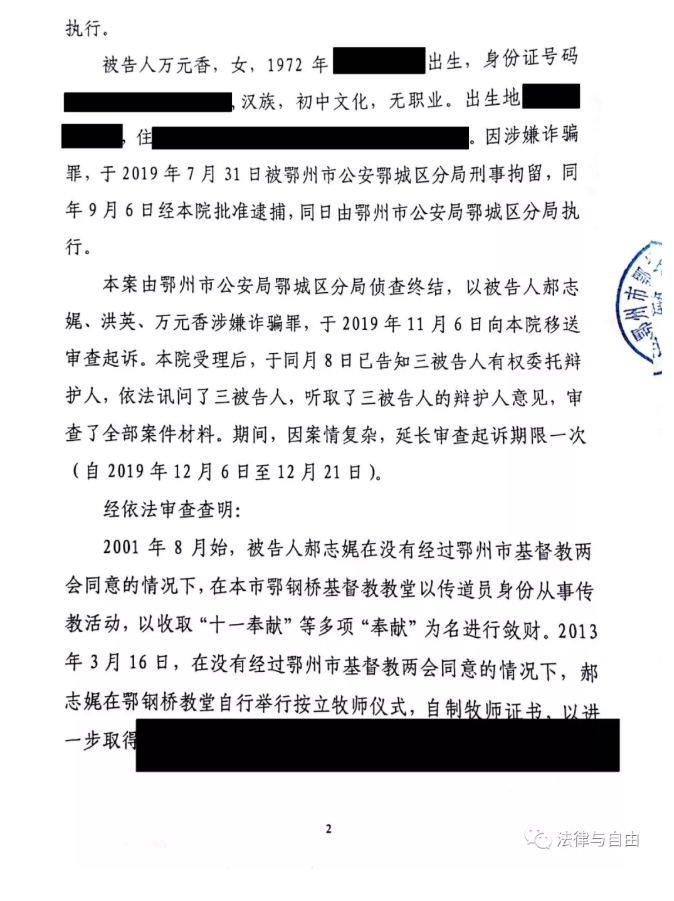 执行。
被告人万元香，女，1972 年 出生，身份证号码
，汉族，初中文化，无职业。出生地
，住 。因涉嫌诈骗
罪，于 2019 年 7 月 31 日被鄂州市公安鄂城区分局刑事拘留，同
年 9 月 6 日经本院批准逮捕，同日由鄂州市公安局鄂城区分局执
行。
本案由鄂州市公安局鄂城区分局侦查终结，以被告人郝志
娓、洪英、万元香涉嫌诈骗罪，于 2019 年 11 月 6 日向本院移送
审查起诉。本院受理后，于同月 8 日已告知三被告人有权委托辩
护人，依法讯问了三被告人，听取了三被告人的辩护人意见，审
查了全部案件材料。期间，因案情复杂，延长审查起诉期限一次
（自 2019 年 12 月 6 日至 12 月 21 日）。
经依法审查查明：
2001 年 8 月始，被告人郝志娓在没有经过鄂州市基督教两
会同意的情况下，在本市鄂钢桥基督教教堂以传道员身份从事传
教活动，以收取“十一奉献”等多项“奉献”为名进行敛财。2013
年 3 月 16 日，在没有经过鄂州市基督教两会同意的情况下，郝
志娓在鄂钢桥教堂自行举行按立牧师仪式，自制牧师证书，以进
一步取得
2
法律与自由
州市鄂